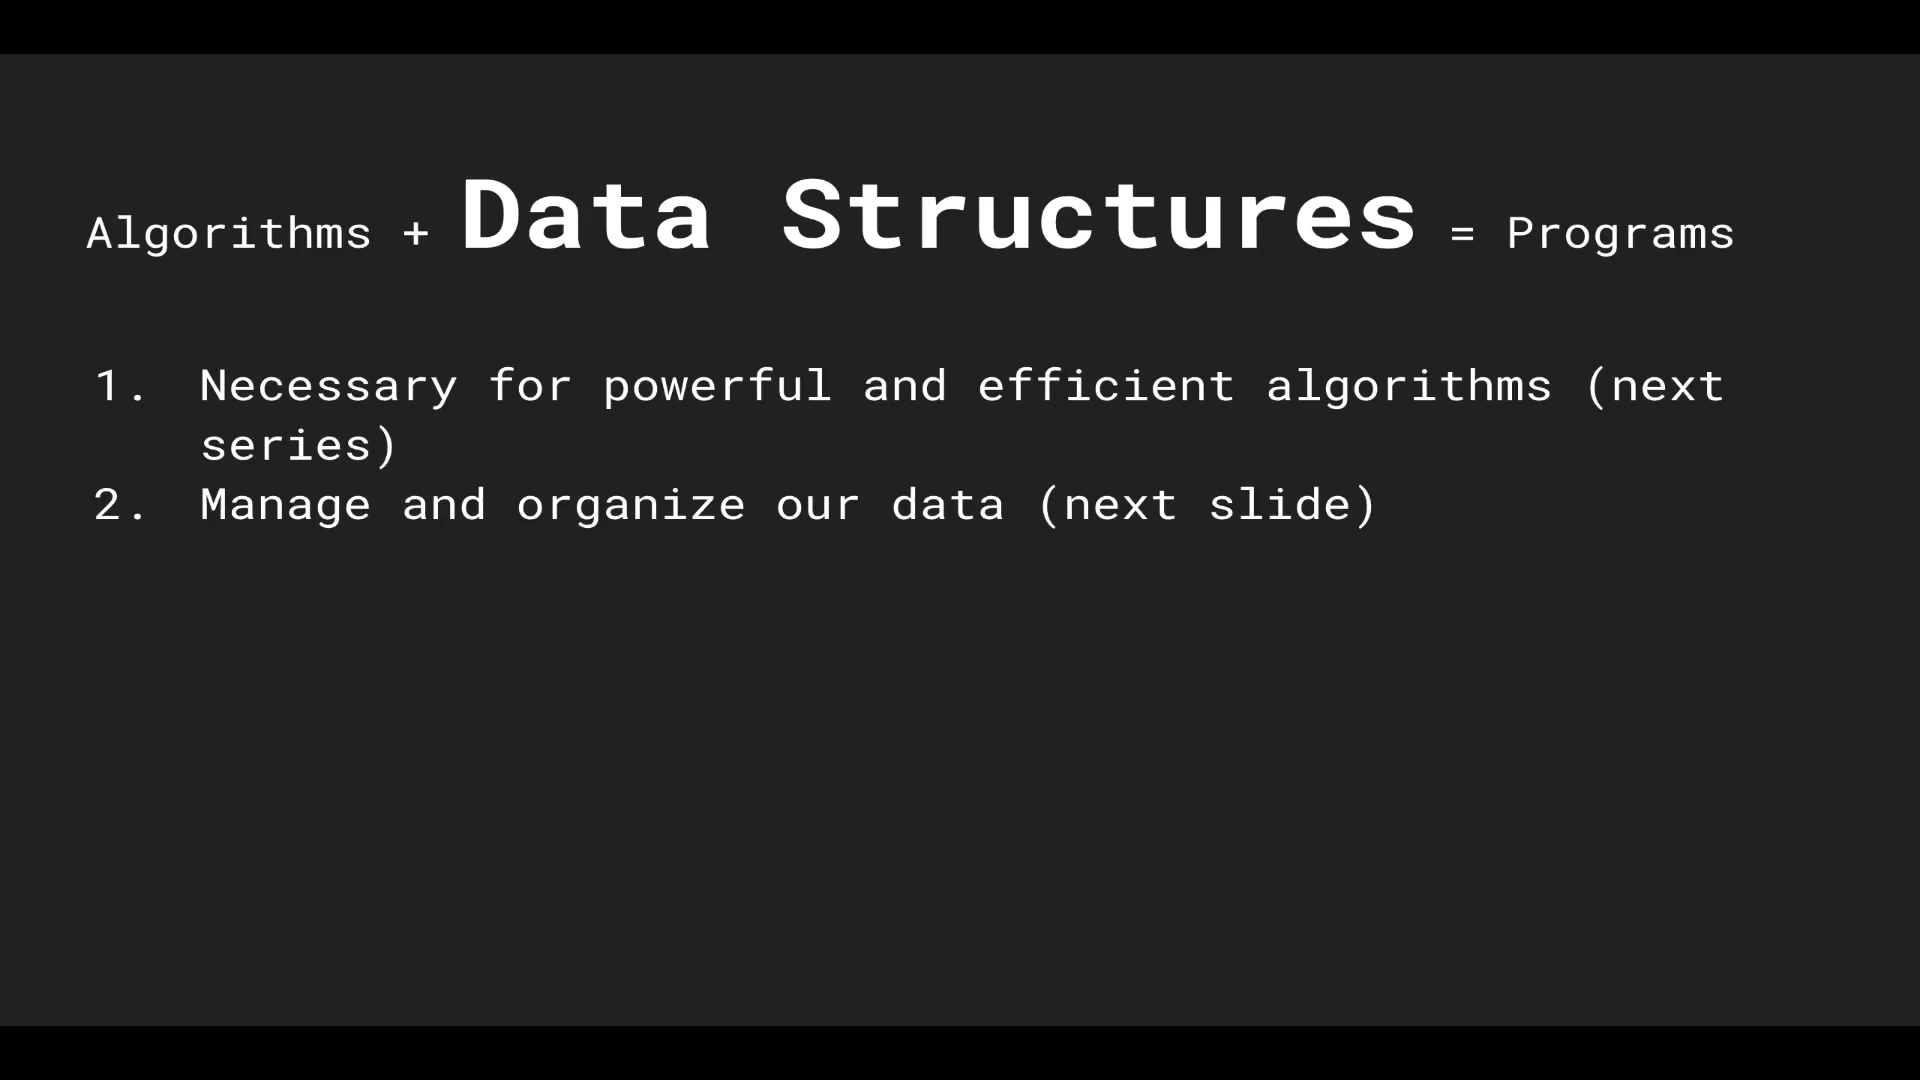 Algorithms + Data Structures = Programs
1. Necessary for powerful and efficient algorithms (next
series)
2. Manage and organize our data (next slide)